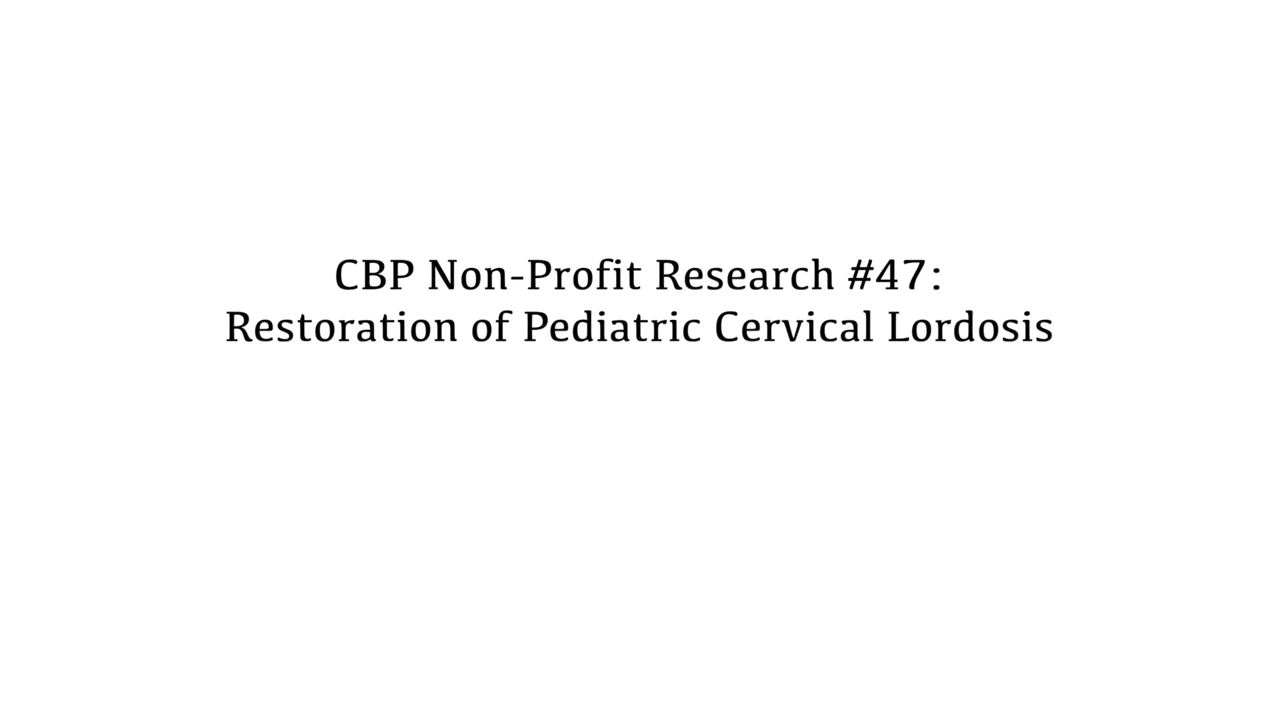 CBP Non-Profit Research #47:
Restoration of Pediatric Cervical Lordosis